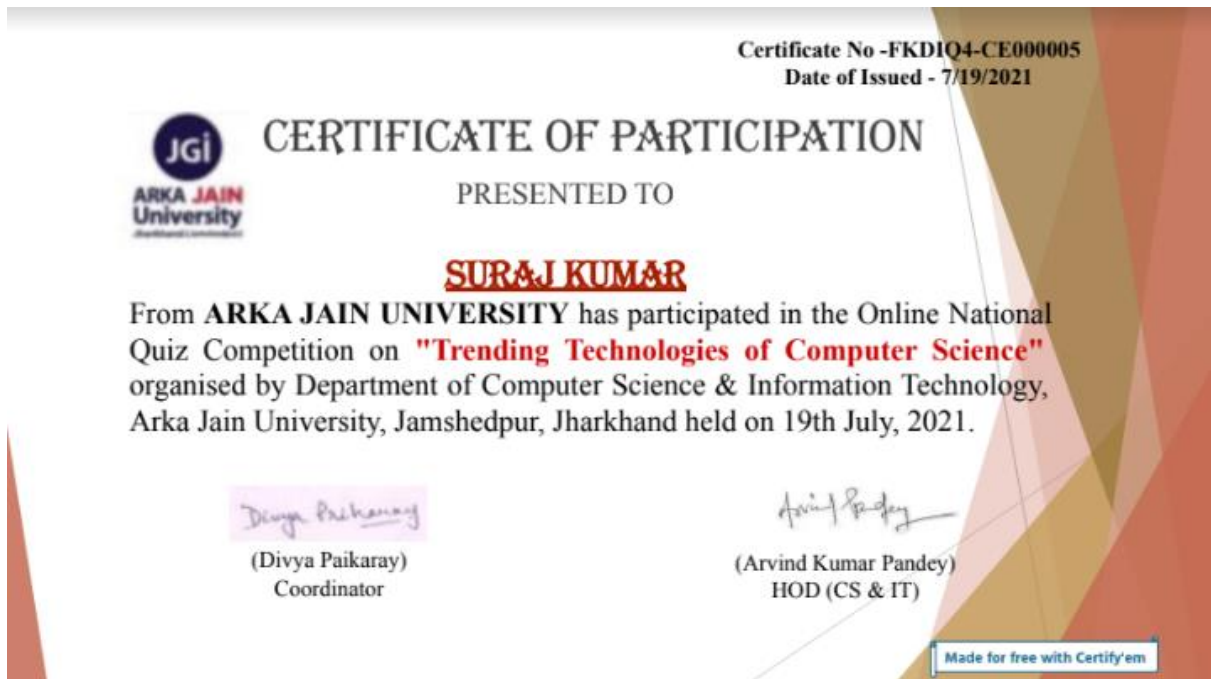 Certificate No -FKDIQ4-CE000005
Date of Issued - 7/19/2021
JGi
ARKA JAIN
University
CERTIFICATE OF PARTICIPATION
PRESENTED TO
SURAJ KUMAR
From ARKA JAIN UNIVERSITY has participated in the Online National
Quiz Competition on "Trending Technologies of Computer Science"
organised by Department of Computer Science & Information Technology,
Arka Jain University, Jamshedpur, Jharkhand held on 19th July, 2021.
Arvind Pandey
(Divya Paikaray)
Coordinator
(Arvind Kumar Pandey)
HOD (CS & IT)
Made for free with Certify'em